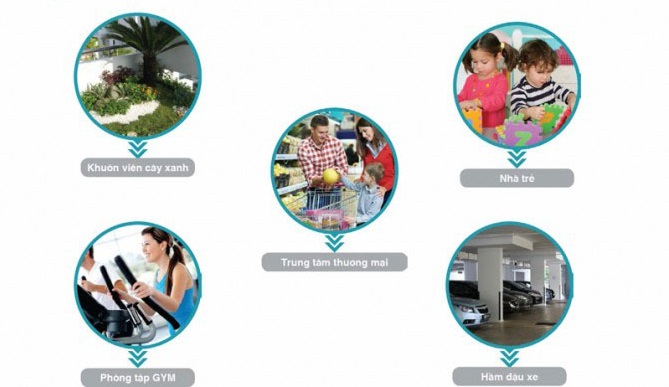 Khuôn viên cây xanh
Nhà trẻ
Trung tâm thương mại
Phòng tập GYM
Hầm đậu xe